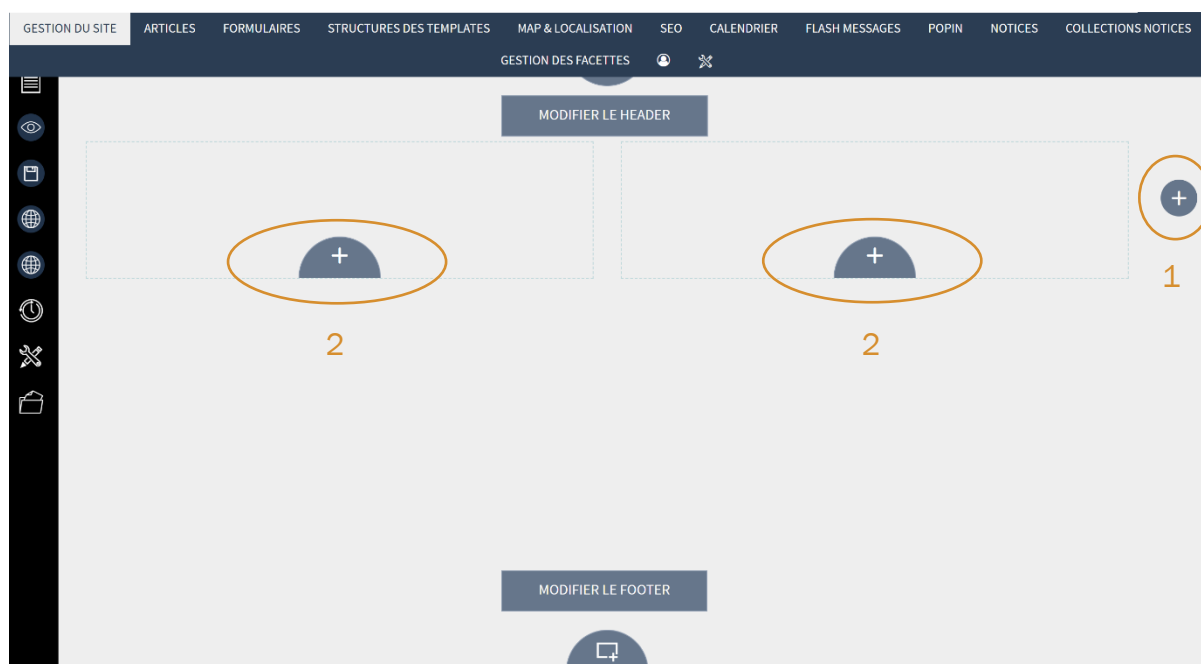 GESTION DU SITE ARTICLES FORMULAIRES STRUCTURES DES TEMPLATES MAP & LOCALISATION SEO CALENDRIER FLASH MESSAGES POPIN NOTICES COLLECTIONS NOTICES
GESTION DES FACETTES
MODIFIER LE HEADER
+
+ +
1
2 2
MODIFIER LE FOOTER